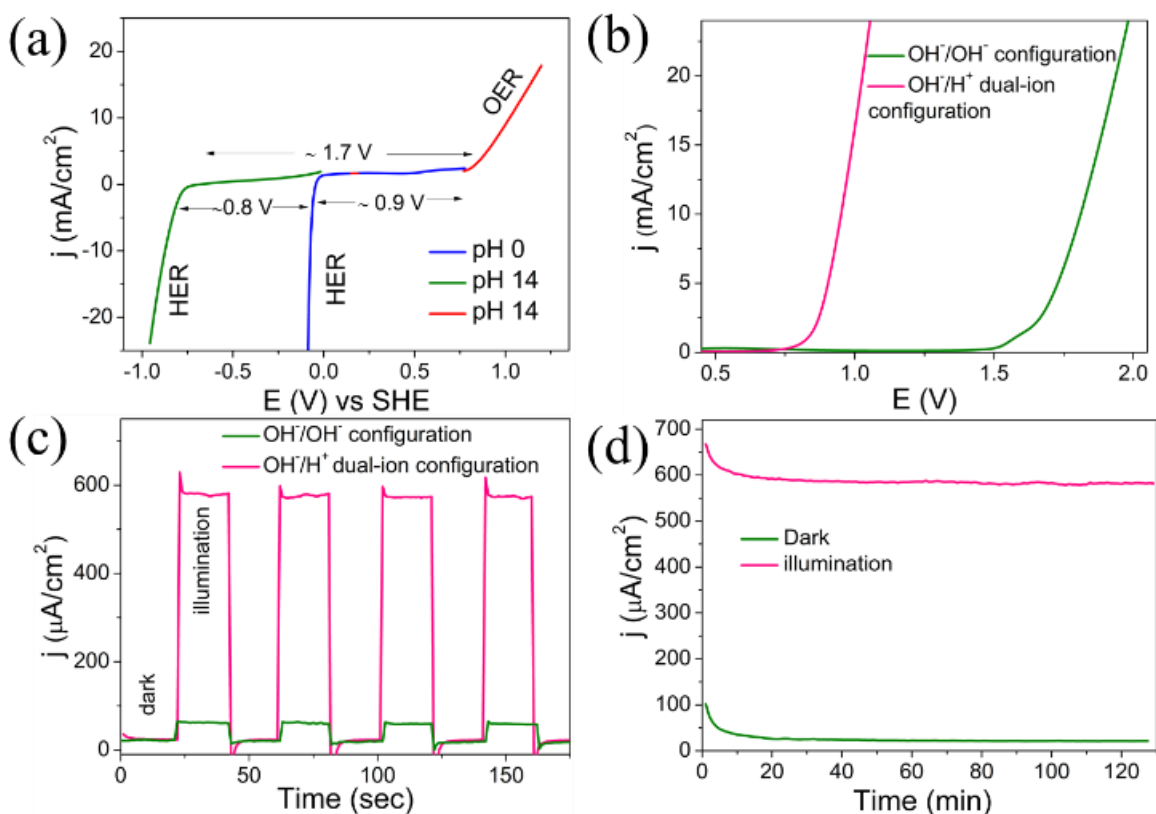 (a)
20
10
0
-10
-20
j (mA/cm²)
OER
~ 1.7 V
~0.8 V
~ 0.9 V
HER
HER
pH 0
pH 14
pH 14
-1.0 -0.5 0.0 0.5 1.0
E (V) vs SHE
(b)
20
15
10
5
0
j (mA/cm²)
OH⁻/OH⁻ configuration
OH⁻/H⁺ dual-ion
configuration
0.5 1.0 1.5 2.0
E (V)
(c)
OH⁻/OH⁻ configuration
OH⁻/H⁺ dual-ion configuration
600
400
200
0
j (μA/cm²)
dark
illumination
0 50 100 150
Time (sec)
(d)
700
600
500
400
300
200
100
0
j (μA/cm²)
Dark
illumination
0 20 40 60 80 100 120
Time (min)